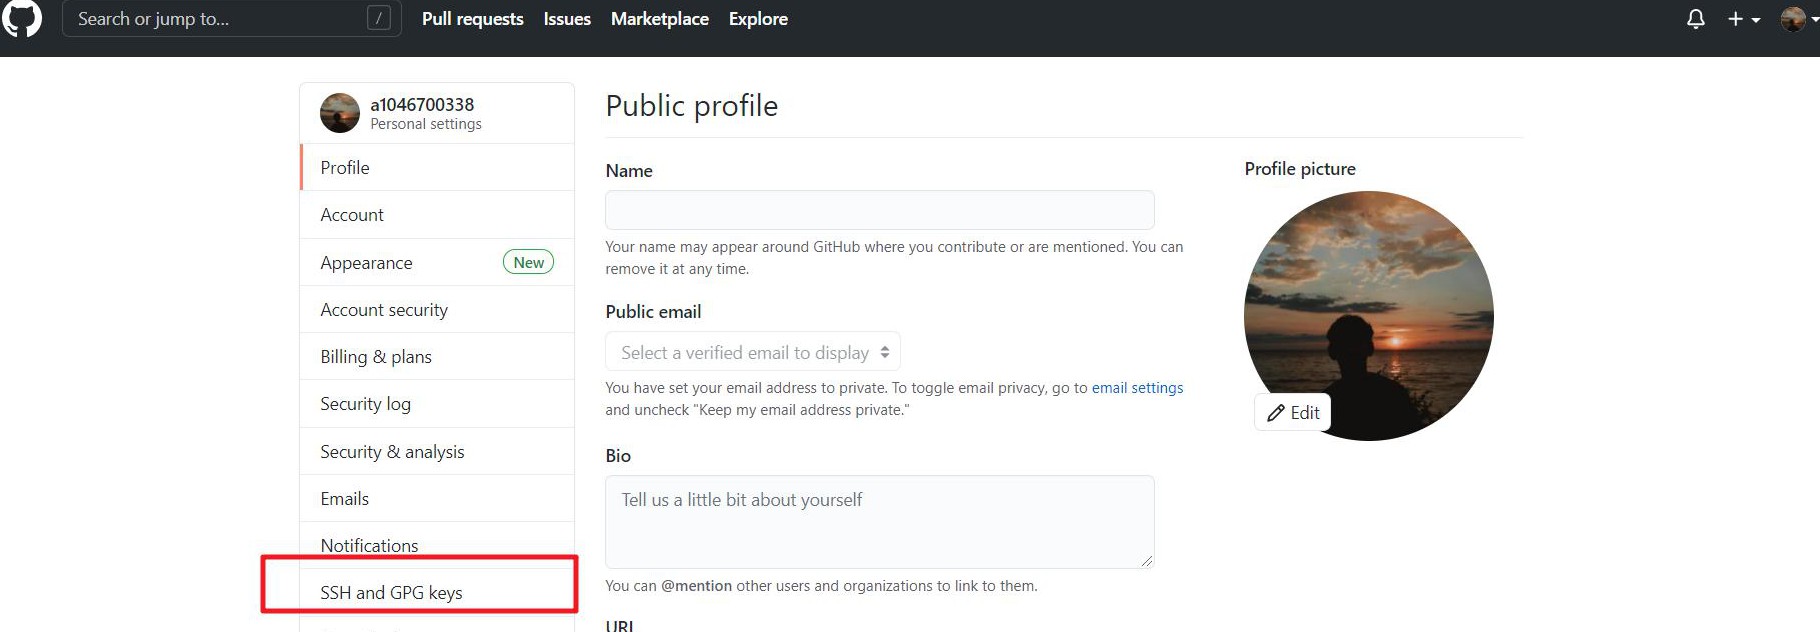 Search or jump to...
/
Pull requests
Issues
Marketplace
Explore
a1046700338
Personal settings
Profile
Account
Appearance
New
Account security
Billing & plans
Security log
Security & analysis
Emails
Notifications
SSH and GPG keys
Public profile
Name
Your name may appear around GitHub where you contribute or are mentioned. You can
remove it at any time.
Public email
Select a verified email to display
You have set your email address to private. To toggle email privacy, go to email settings
and uncheck "Keep my email address private."
Bio
Tell us a little bit about yourself
You can @mention other users and organizations to link to them.
URL
Profile picture
Edit